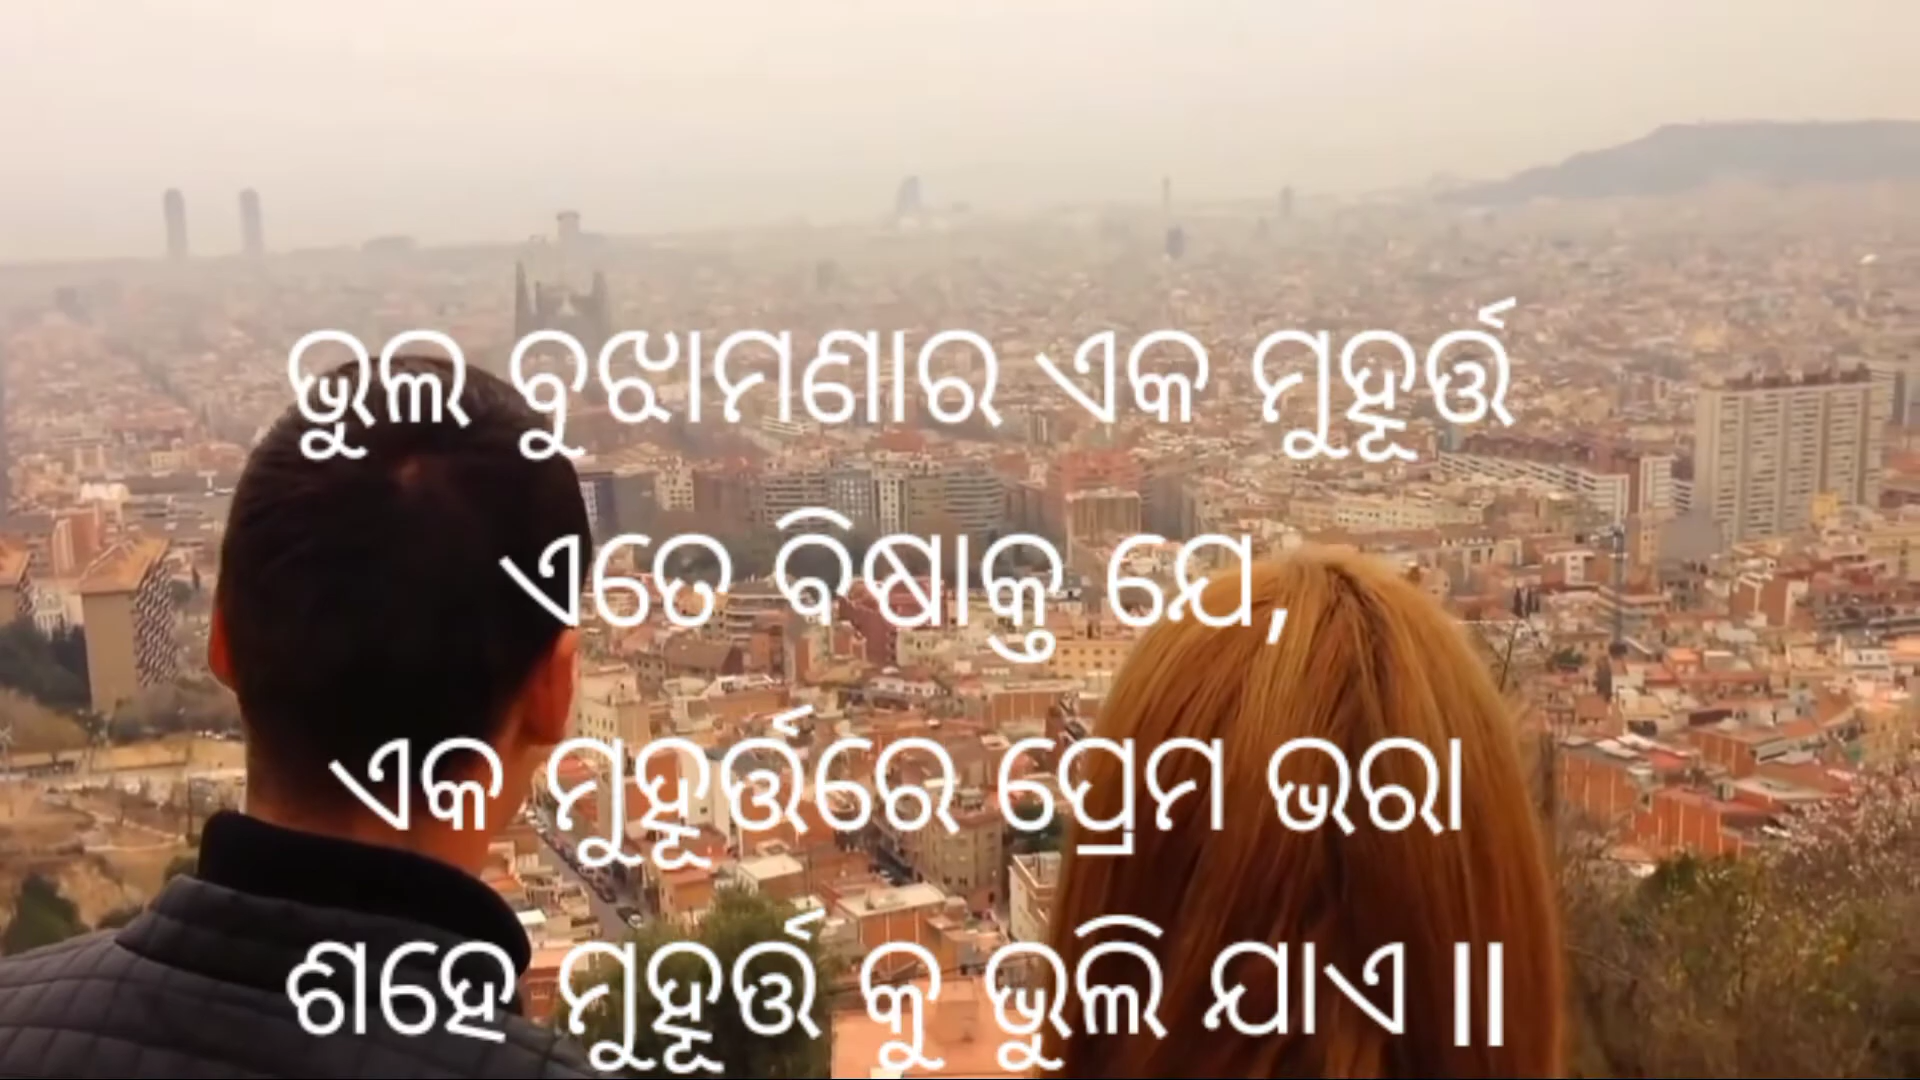 ଭୁଲ ବୁଝାମଣାର ଏକ ମୁହୂର୍ତ୍ତ
ଏତେ ବିଷାକ୍ତ ଯେ,
ଏକ ମୁହୂର୍ତ୍ତରେ ପ୍ରେମ ଭରା
ଶହେ ମୁହୂର୍ତ୍ତ କୁ ଭୁଲି ଯାଏ ||